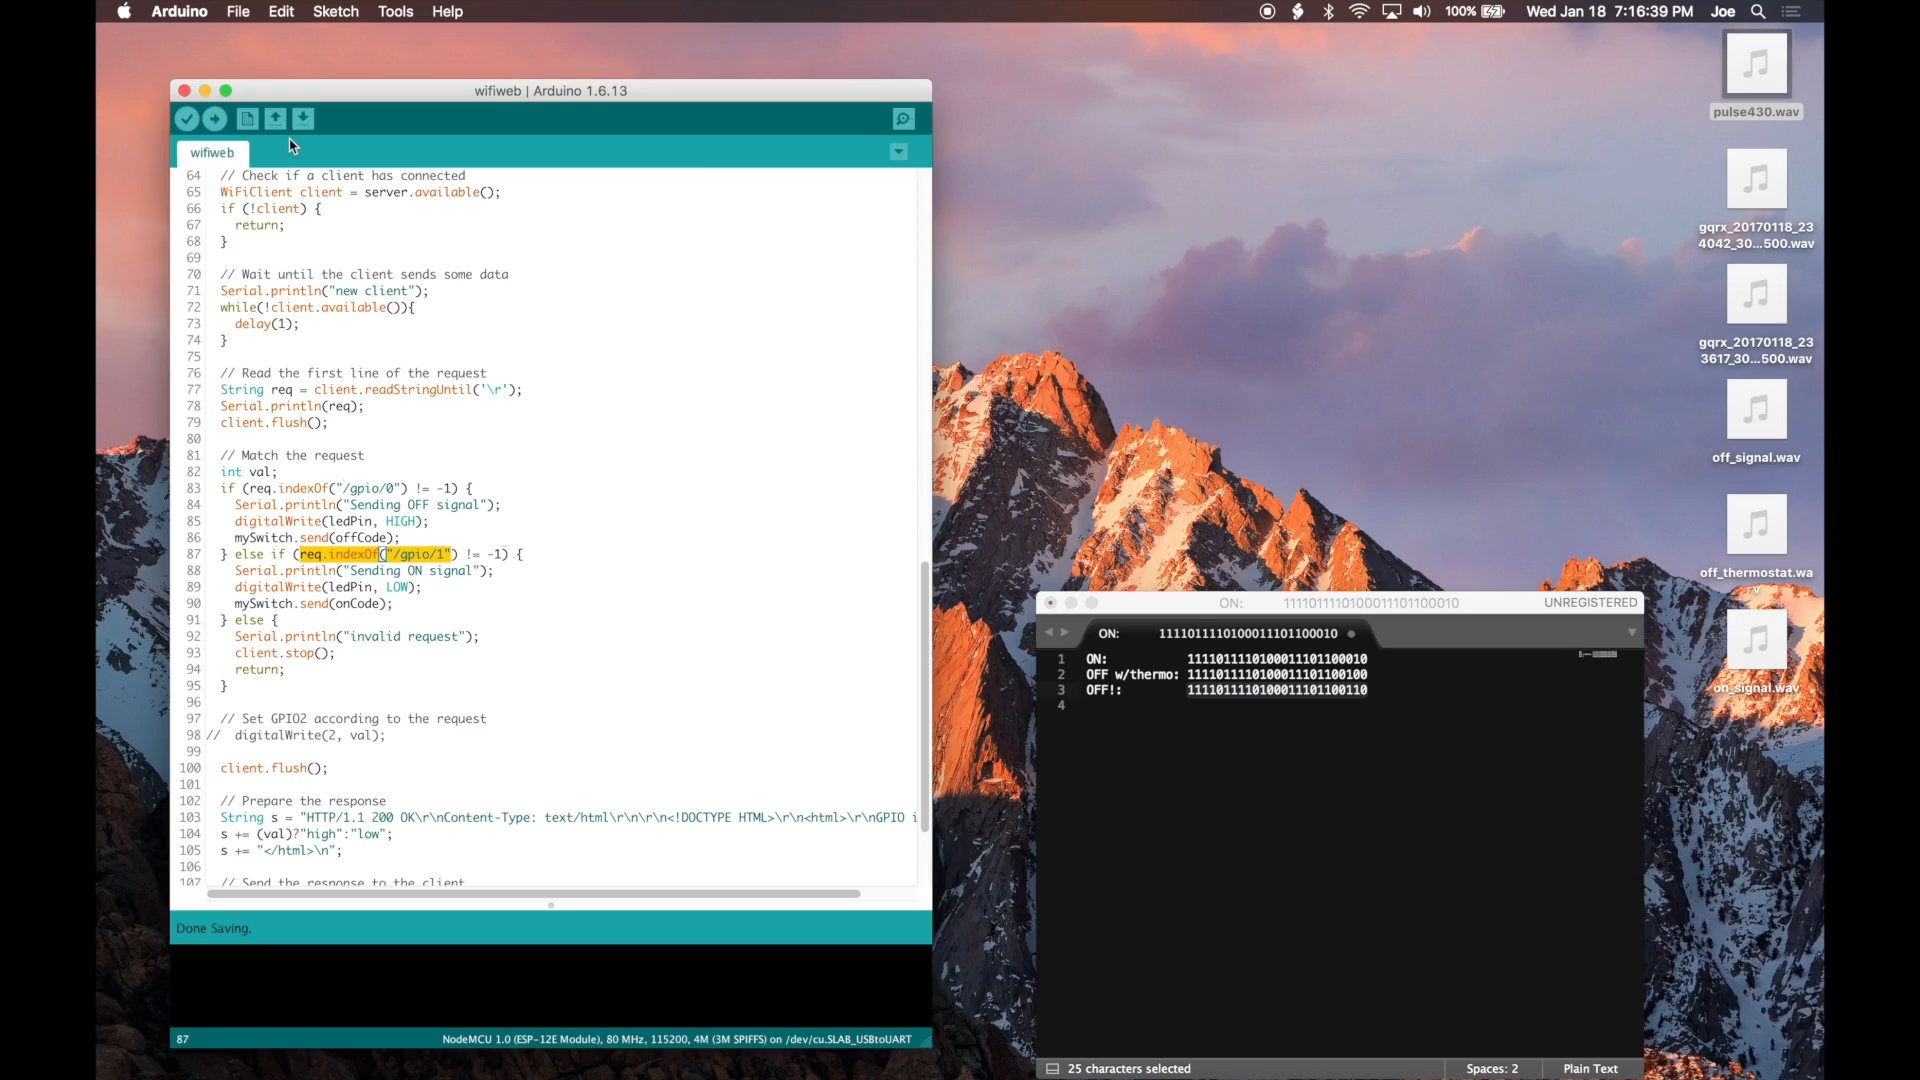 Arduino File Edit Sketch Tools Help
100% Wed Jan 18 7:16:39 PM Joe
wifiweb | Arduino 1.6.13
wifiweb
64 // Check if a client has connected
65 WiFiClient client = server.available();
66 if (!client) {
67 return;
68 }
69
70 // Wait until the client sends some data
71 Serial.println("new client");
72 while(!client.available()){
73 delay(1);
74 }
75
76 // Read the first line of the request
77 String req = client.readStringUntil('\r');
78 Serial.println(req);
79 client.flush();
80
81 // Match the request
82 int val;
83 if (req.indexOf("/gpio/0") != -1) {
84 Serial.println("Sending OFF signal");
85 digitalWrite(ledPin, HIGH);
86 mySwitch.send(offCode);
87 } else if (req.indexOf("/gpio/1") != -1) {
88 Serial.println("Sending ON signal");
89 digitalWrite(ledPin, LOW);
90 mySwitch.send(onCode);
91 } else {
92 Serial.println("invalid request");
93 client.stop();
94 return;
95 }
96
97 // Set GPIO2 according to the request
98 // digitalWrite(2, val);
99
100 client.flush();
101
102 // Prepare the response
103 String s = "HTTP/1.1 200 OK\r\nContent-Type: text/html\r\n\r\n<!DOCTYPE HTML>\r\n<html>\r\nGPIO i
104 s += (val)?"high":"low";
105 s += "</html>\n";
106
107 // Send the response to the client
Done Saving.
87 NodeMCU 1.0 (ESP-12E Module), 80 MHz, 115200, 4M (3M SPIFFS) on /dev/cu.SLAB_USBtoUART
pulse430.wav
gqrx_20170118_23
4042_30...500.wav
gqrx_20170118_23
3617_30...500.wav
off_signal.wav
off_thermostat.wa
v
on_signal.wav
ON: 1111011110100011101100010 UNREGISTERED
ON: 1111011110100011101100010
1 ON: 1111011110100011101100010
2 OFF w/thermo: 1111011110100011101100100
3 OFF!: 1111011110100011101100110
4
25 characters selected Spaces: 2 Plain Text